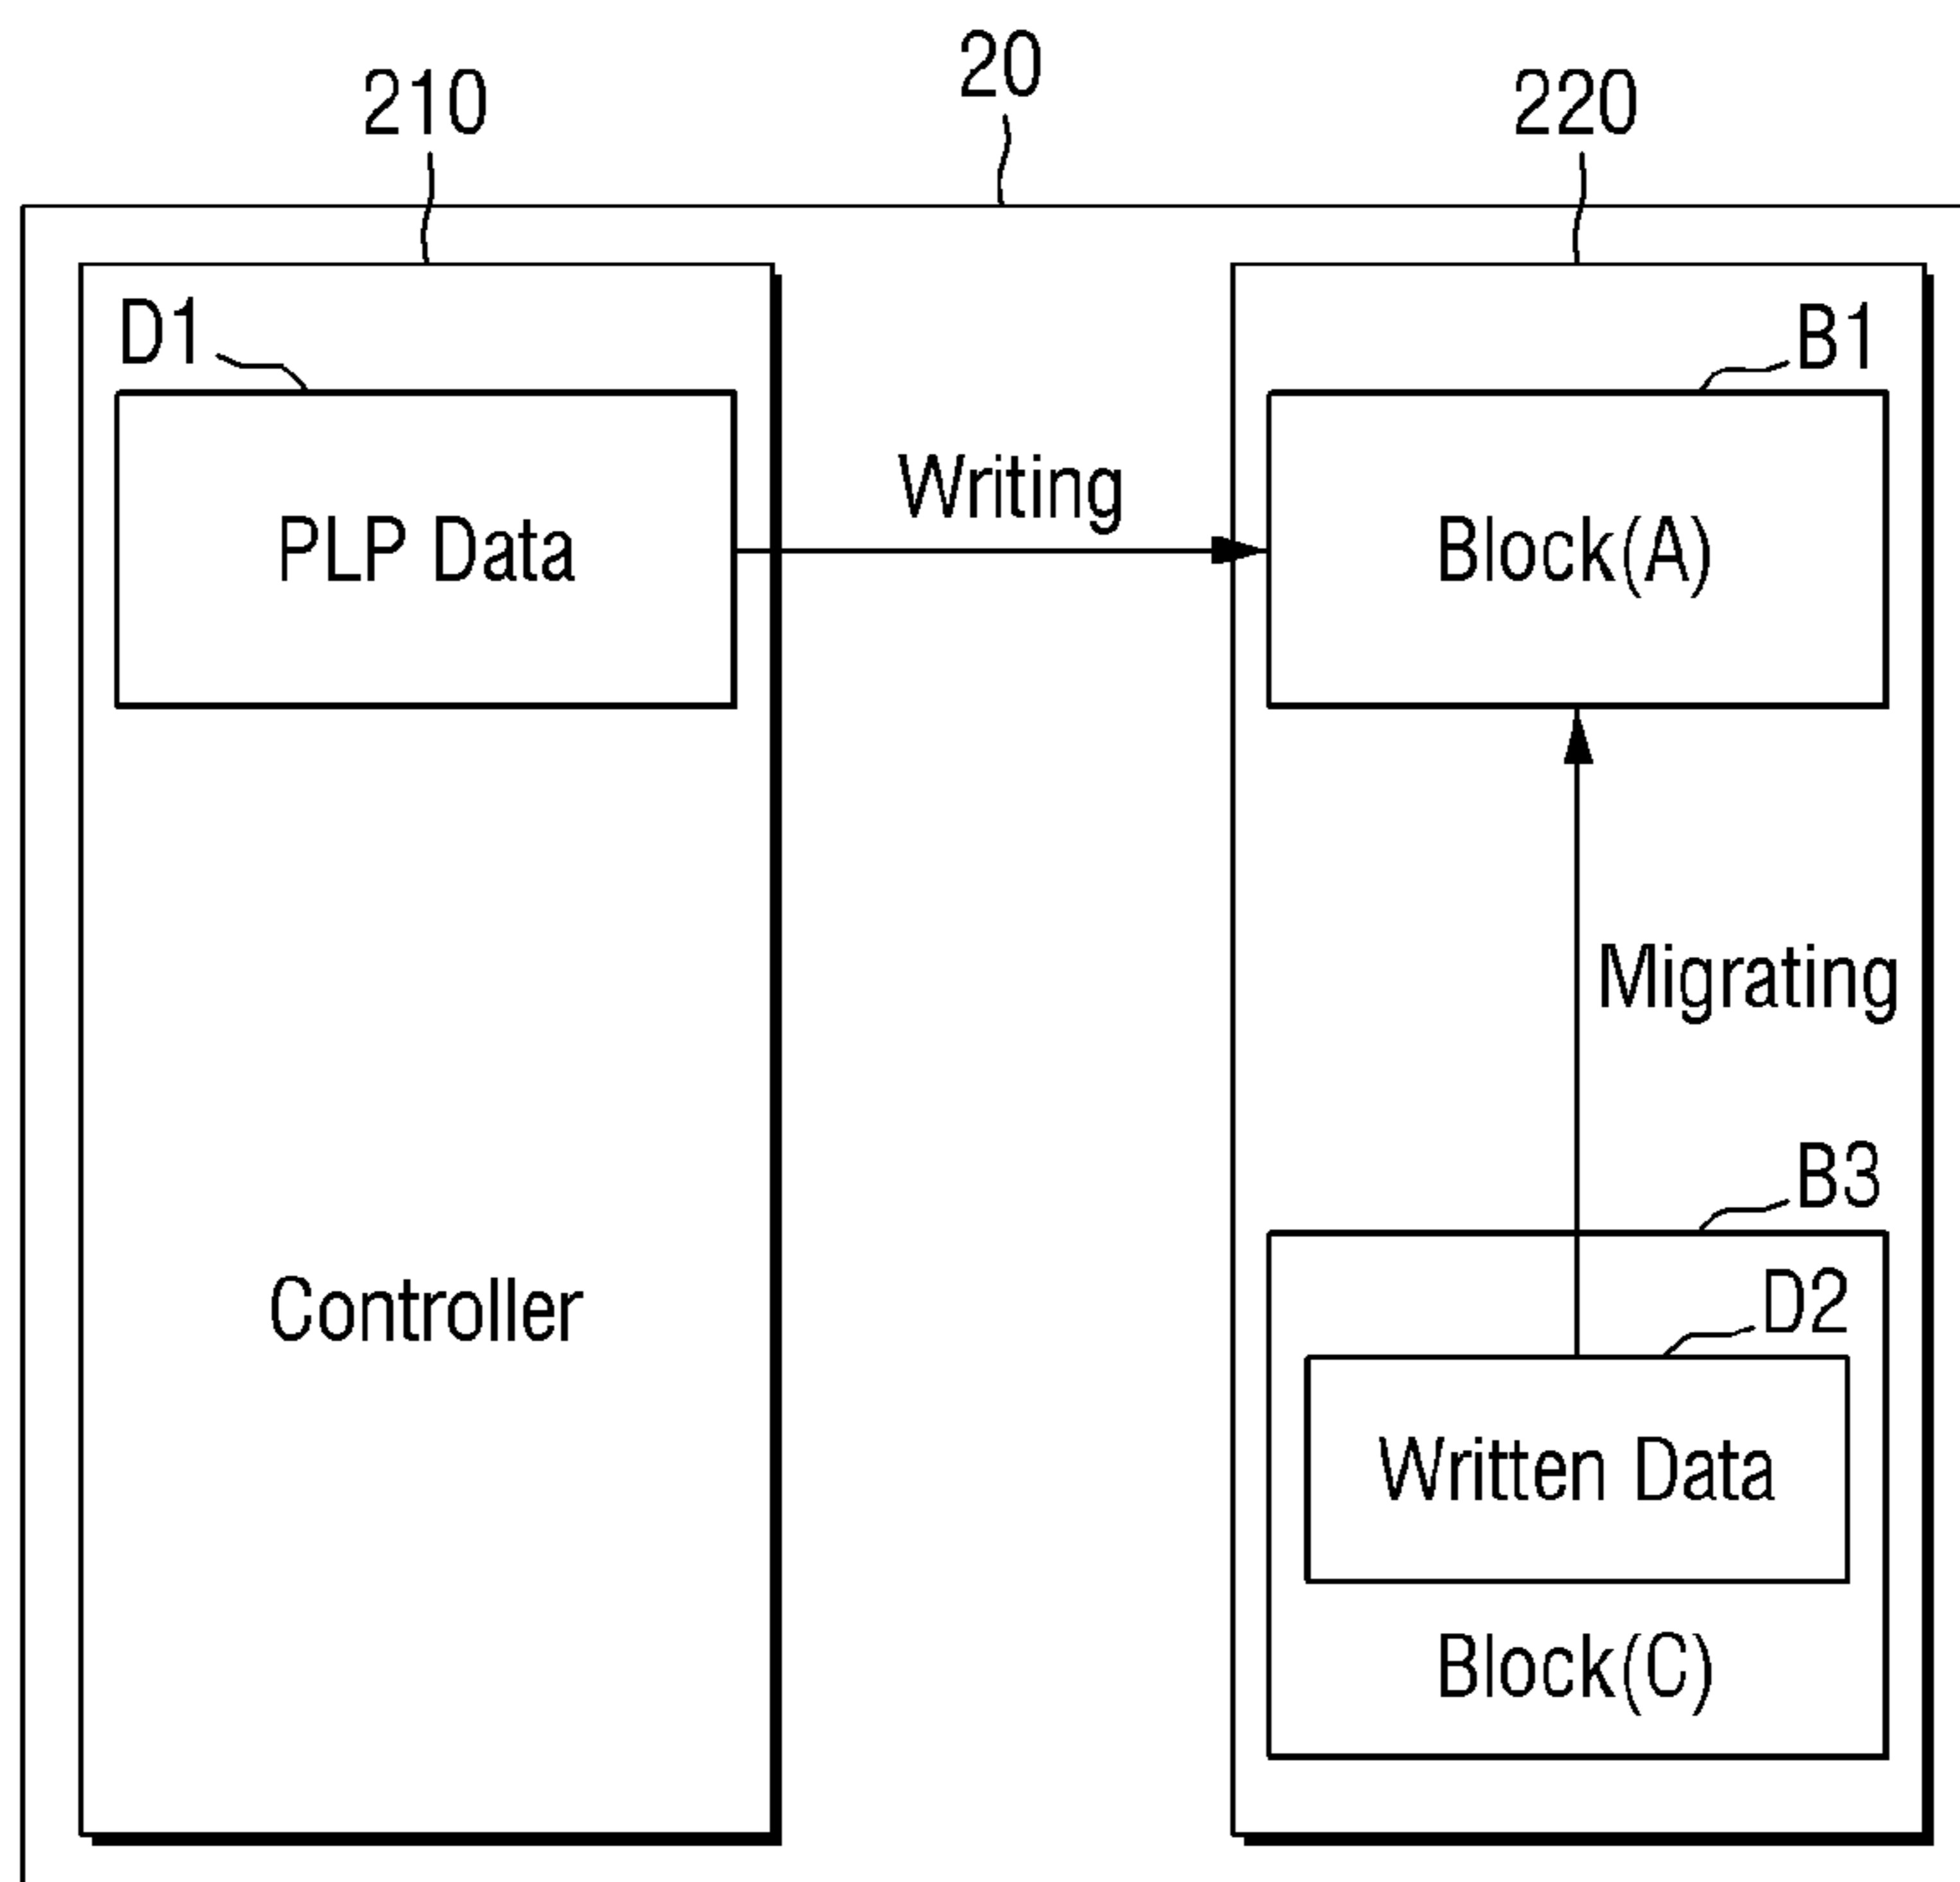 20
210
220
D1
B1
Writing
PLP Data
Block(A)
Migrating
B3
D2
Controller
Written Data
Block(C)